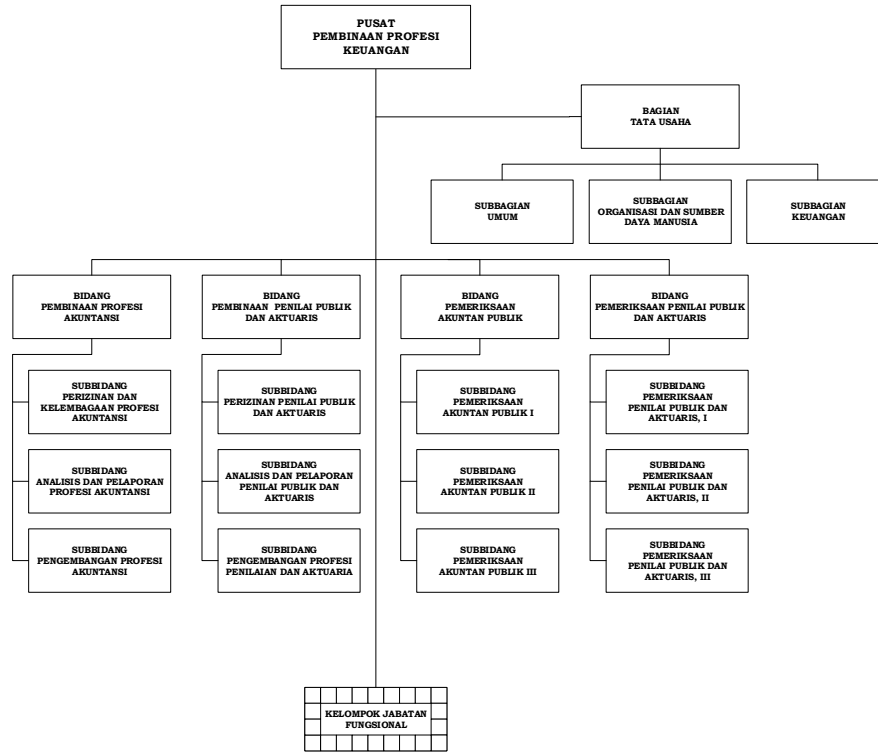 PUSAT
PEMBINAAN PROFESI
KEUANGAN
BAGIAN
TATA USAHA
SUBBAGIAN
UMUM
SUBBAGIAN
ORGANISASI DAN SUMBER
DAYA MANUSIA
SUBBAGIAN
KEUANGAN
BIDANG
PEMBINAAN PROFESI
AKUNTANSI
BIDANG
PEMBINAAN PENILAI PUBLIK
DAN AKTUARIS
BIDANG
PEMERIKSAAN
AKUNTAN PUBLIK
BIDANG
PEMERIKSAAN PENILAI PUBLIK
DAN AKTUARIS
SUBBIDANG
PERIZINAN DAN
KELEMBAGAAN PROFESI
AKUNTANSI
SUBBIDANG
PERIZINAN PENILAI PUBLIK
DAN AKTUARIS
SUBBIDANG
PEMERIKSAAN
AKUNTAN PUBLIK I
SUBBIDANG
PEMERIKSAAN
PENILAI PUBLIK DAN
AKTUARIS, I
SUBBIDANG
ANALISIS DAN PELAPORAN
PROFESI AKUNTANSI
SUBBIDANG
ANALISIS DAN PELAPORAN
PENILAI PUBLIK DAN
AKTUARIS
SUBBIDANG
PEMERIKSAAN
AKUNTAN PUBLIK II
SUBBIDANG
PEMERIKSAAN
PENILAI PUBLIK DAN
AKTUARIS, II
SUBBIDANG
PENGEMBANGAN PROFESI
AKUNTANSI
SUBBIDANG
PENGEMBANGAN PROFESI
PENILAIAN DAN AKTUARIA
SUBBIDANG
PEMERIKSAAN
AKUNTAN PUBLIK III
SUBBIDANG
PEMERIKSAAN
PENILAI PUBLIK DAN
AKTUARIS, III
KELOMPOK JABATAN
FUNGSIONAL